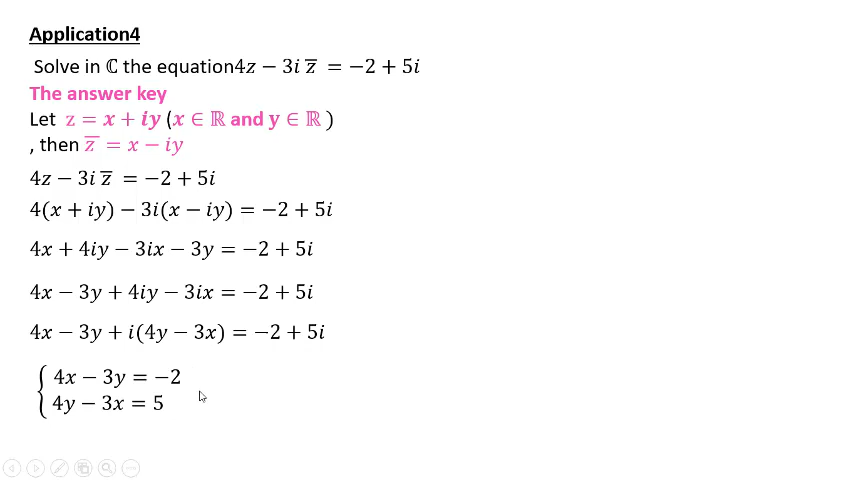 Application4
Solve in ℂ the equation4z − 3i z̅ = −2 + 5i
The answer key
Let z = x + iy (x ∈ ℝ and y ∈ ℝ )
, then z̅ = x − iy
4z − 3i z̅ = −2 + 5i
4(x + iy) − 3i(x − iy) = −2 + 5i
4x + 4iy − 3ix − 3y = −2 + 5i
4x − 3y + 4iy − 3ix = −2 + 5i
4x − 3y + i(4y − 3x) = −2 + 5i
{ 4x − 3y = −2
4y − 3x = 5